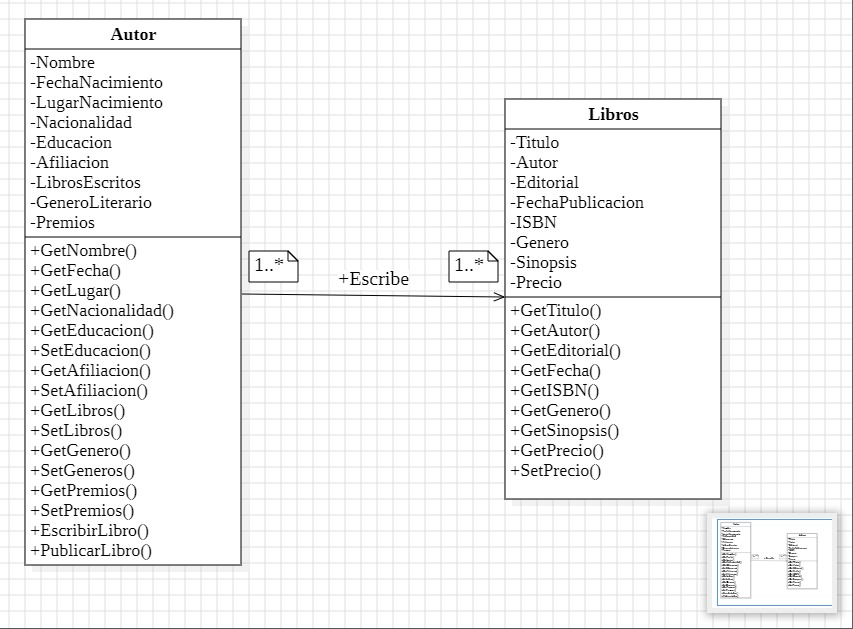 Autor
-Nombre
-FechaNacimiento
-LugarNacimiento
-Nacionalidad
-Educacion
-Afiliacion
-LibrosEscritos
-GeneroLiterario
-Premios
+GetNombre()
+GetFecha()
+GetLugar()
+GetNacionalidad()
+GetEducacion()
+SetEducacion()
+GetAfiliacion()
+SetAfiliacion()
+GetLibros()
+SetLibros()
+GetGenero()
+SetGeneros()
+GetPremios()
+SetPremios()
+EscribirLibro()
+PublicarLibro()
1..*
+Escribe
1..*
Libros
-Titulo
-Autor
-Editorial
-FechaPublicacion
-ISBN
-Genero
-Sinopsis
-Precio
+GetTitulo()
+GetAutor()
+GetEditorial()
+GetFecha()
+GetISBN()
+GetGenero()
+GetSinopsis()
+GetPrecio()
+SetPrecio()